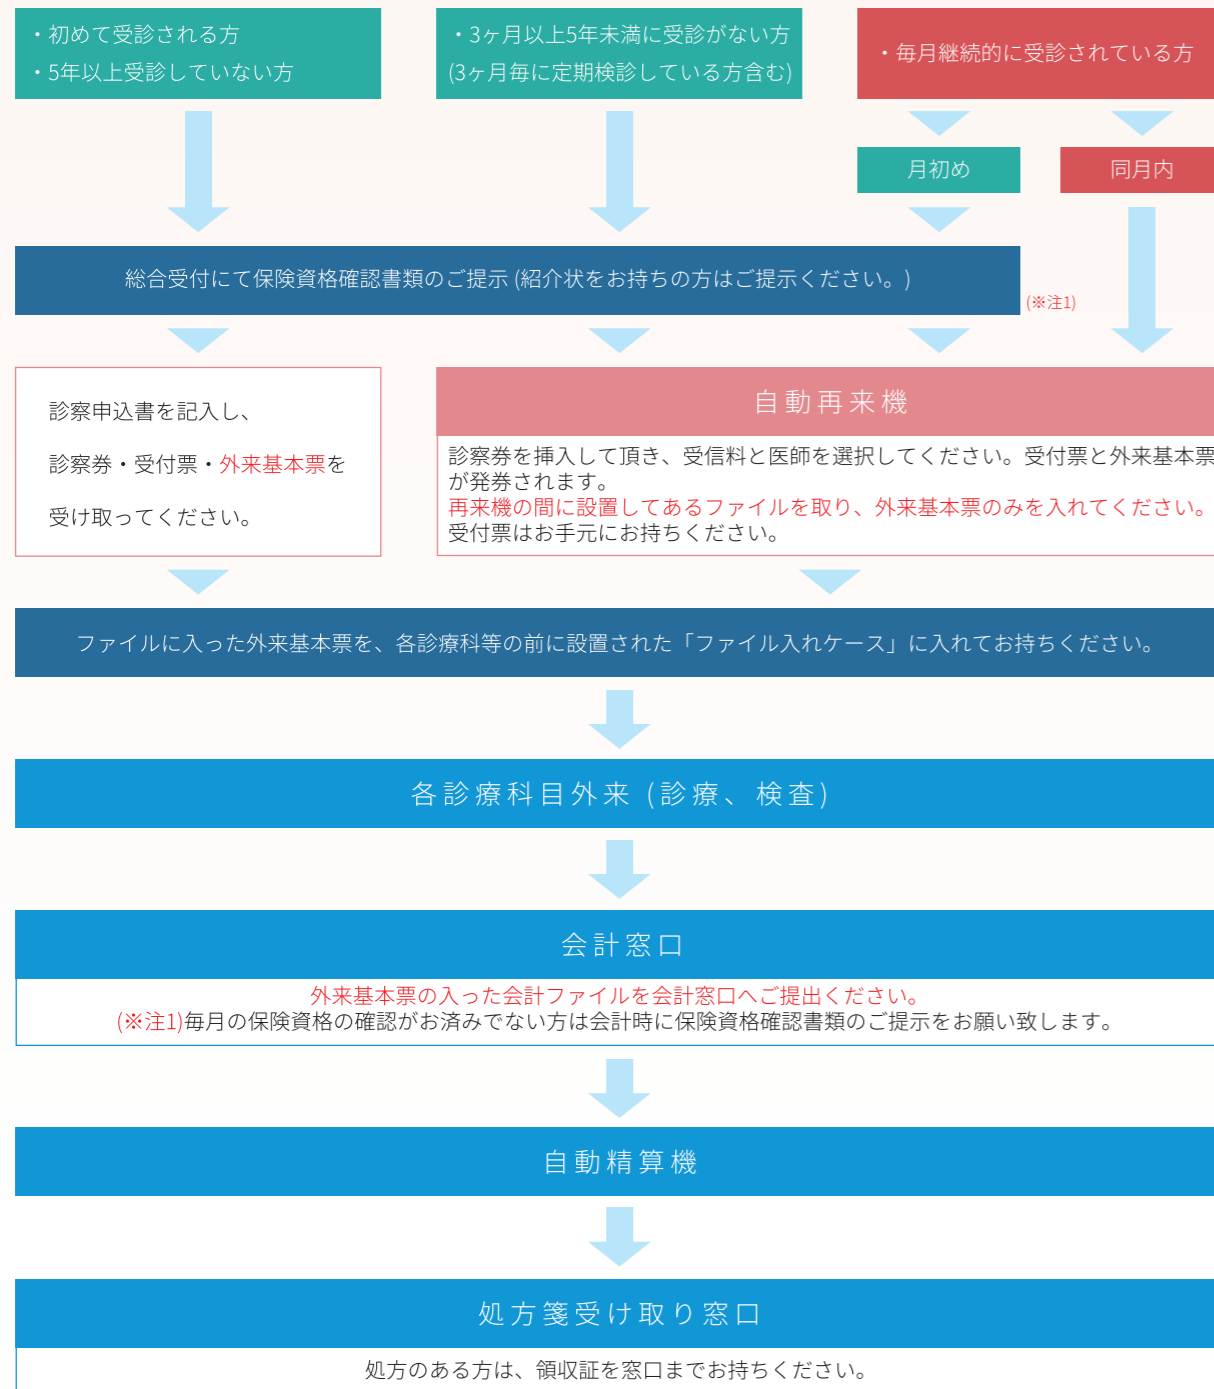 ・初めて受診される方
・5年以上受診していない方
・3ヶ月以上5年未満に受診がない方
(3ヶ月毎に定期検診している方含む)
・毎月継続的に受診されている方
月初め
同月内
総合受付にて保険資格確認書類のご提示 (紹介状をお持ちの方はご提示ください。)
(※注1)
診察申込書を記入し、
診察券・受付票・外来基本票を
受け取ってください。
自動再来機
診察券を挿入して頂き、受信料と医師を選択してください。受付票と外来基本票
が発券されます。
再来機の間に設置してあるファイルを取り、外来基本票のみを入れてください。
受付票はお手元にお持ちください。
ファイルに入った外来基本票を、各診療科等の前に設置された「ファイル入れケース」に入れてお持ちください。
各診療科目外来 (診療、検査)
会計窓口
外来基本票の入った会計ファイルを会計窓口へご提出ください。
(※注1)毎月の保険資格の確認がお済みでない方は会計時に保険資格確認書類のご提示をお願い致します。
自動精算機
処方箋受け取り窓口
処方のある方は、領収証を窓口までお持ちください。